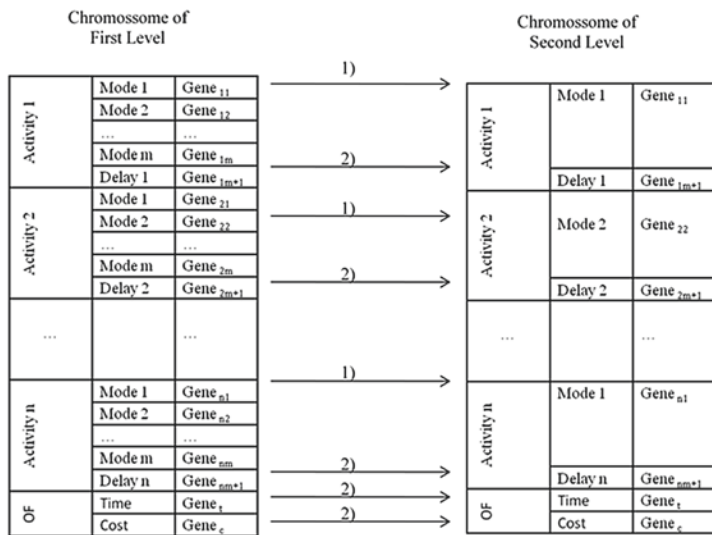 Chromossome of
First Level
Chromossome of
Second Level
1)
Activity 1
Mode 1 Gene 11
Mode 2 Gene 12
... ...
Mode m Gene 1m
Delay 1 Gene 1m+1
2)
Activity 1
Mode 1 Gene 11
Delay 1 Gene 1m+1
Activity 2
Mode 1 Gene 21
Mode 2 Gene 22
... ...
Mode m Gene 2m
Delay 2 Gene 2m+1
1)
2)
Activity 2
Mode 2 Gene 22
Delay 2 Gene 2m+1
... ...
... ...
1)
Activity n
Mode 1 Gene n1
Mode 2 Gene n2
... ...
Mode m Gene nm
Delay n Gene nm+1
2)
Activity n
Mode 1 Gene n1
Delay n Gene nm+1
OF
Time Gene t
Cost Gene c
2)
2)
OF
Time Gene t
Cost Gene c